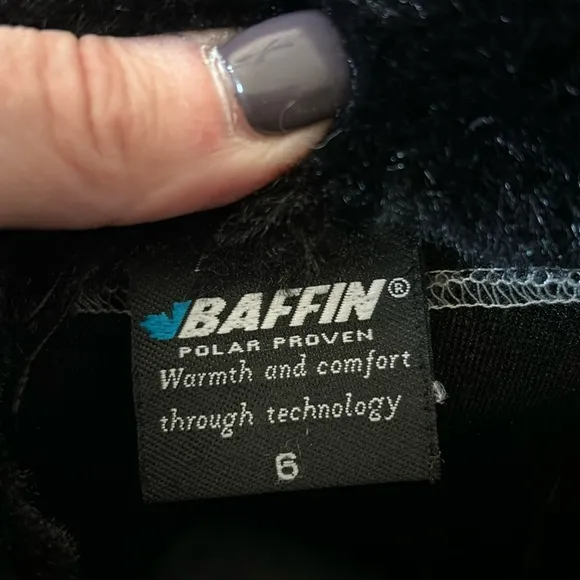 BAFFIN®
POLAR PROVEN
Warmth and comfort
through technology
6